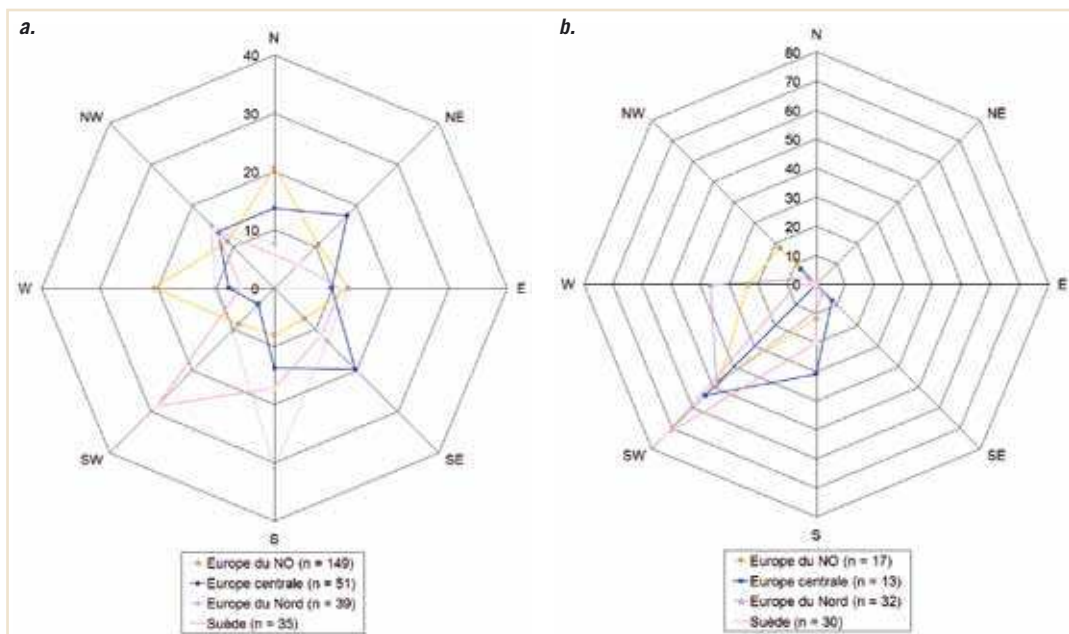 a.
N
40
30
20
10
0
NW
NE
W
E
SW
SE
S
Europe du NO (n = 149)
Europe centrale (n = 51)
Europe du Nord (n = 39)
Suède (n = 35)
b.
N
80
70
60
50
40
30
20
10
0
NW
NE
W
E
SW
SE
S
Europe du NO (n = 17)
Europe centrale (n = 13)
Europe du Nord (n = 32)
Suède (n = 30)